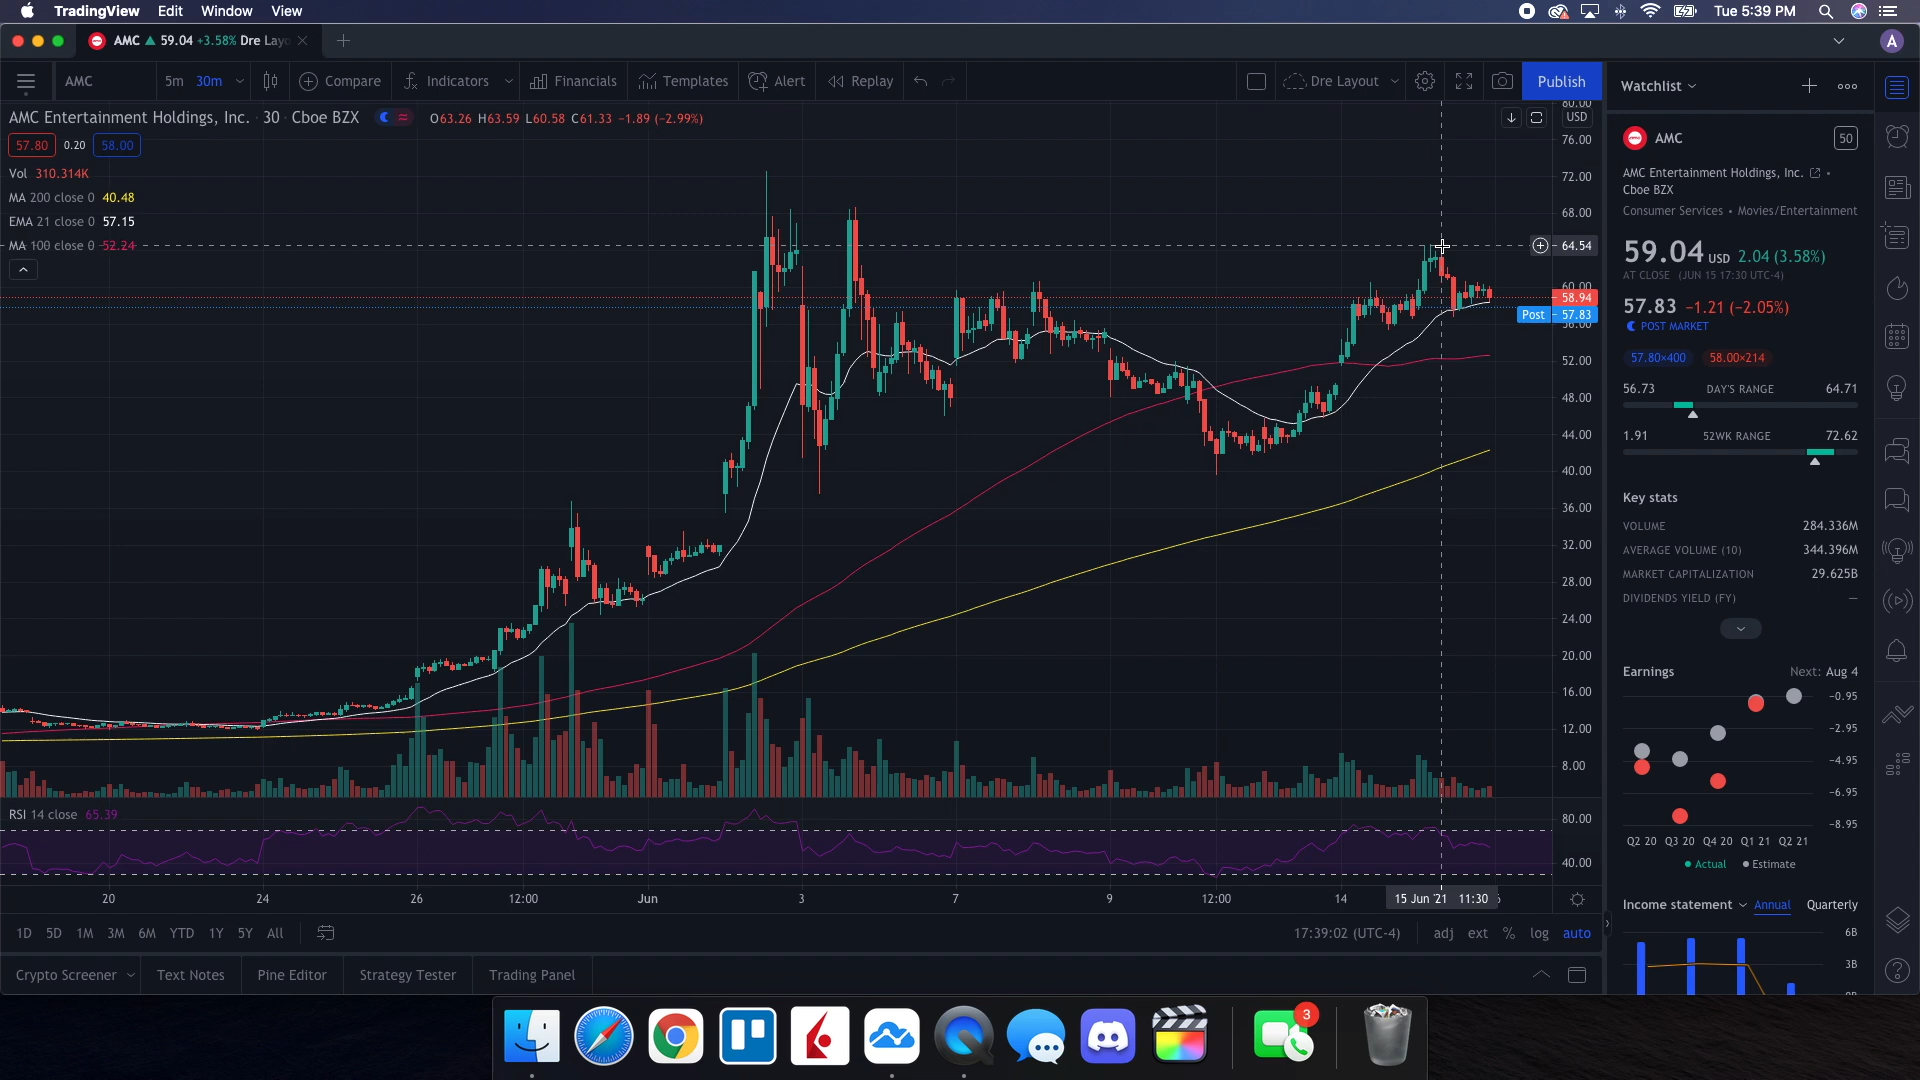 TradingView Edit Window View Tue 5:39 PM
AMC ▲ 59.04 +3.58% Dre Layo A
AMC 5m 30m Compare Indicators Financials Templates Alert Replay Dre Layout Publish
Watchlist
AMC Entertainment Holdings, Inc. · 30 · Cboe BZX O63.26 H63.59 L60.58 C61.33 -1.89 (-2.99%)
57.80 0.20 58.00
Vol 310.314K
MA 200 close 0 40.48
EMA 21 close 0 57.15
MA 100 close 0 52.24
80.00
USD
76.00
72.00
68.00
64.54
60.00
58.94
Post 57.83
56.00
52.00
48.00
44.00
40.00
36.00
32.00
28.00
24.00
20.00
16.00
12.00
8.00
RSI 14 close 65.39
80.00
40.00
20 24 26 12:00 Jun 3 7 9 12:00 14 15 Jun '21 11:30
1D 5D 1M 3M 6M YTD 1Y 5Y All 17:39:02 (UTC-4) adj ext % log auto
Crypto Screener Text Notes Pine Editor Strategy Tester Trading Panel
AMC 50
AMC Entertainment Holdings, Inc. •
Cboe BZX
Consumer Services • Movies/Entertainment
59.04 USD 2.04 (3.58%)
AT CLOSE (JUN 15 17:30 UTC-4)
57.83 -1.21 (-2.05%)
POST MARKET
57.80×400 58.00×214
56.73 DAY'S RANGE 64.71
1.91 52WK RANGE 72.62
Key stats
VOLUME 284.336M
AVERAGE VOLUME (10) 344.396M
MARKET CAPITALIZATION 29.625B
DIVIDENDS YIELD (FY) —
Earnings Next: Aug 4
-0.95
-2.95
-4.95
-6.95
-8.95
Q2 20 Q3 20 Q4 20 Q1 21 Q2 21
Actual Estimate
Income statement Annual Quarterly
6B
3B
3